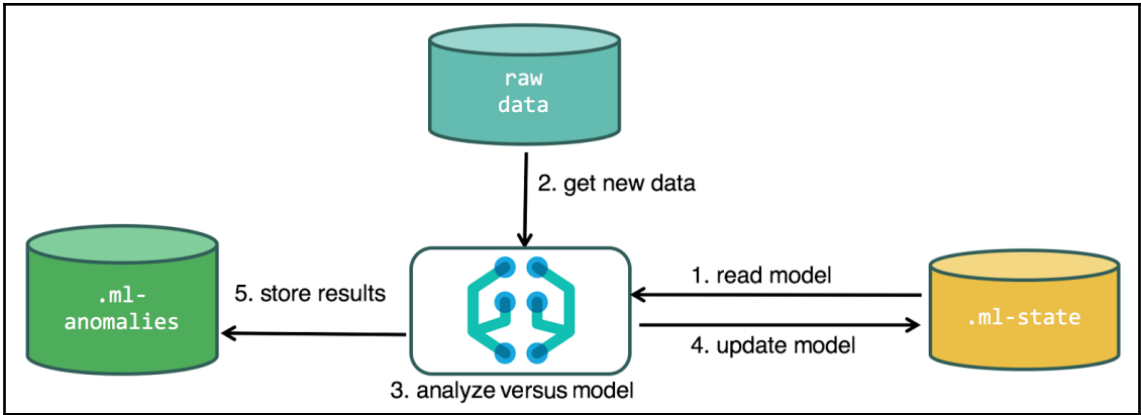 raw
data
2. get new data
.ml-
anomalies
5. store results
1. read model
.ml-state
4. update model
3. analyze versus model